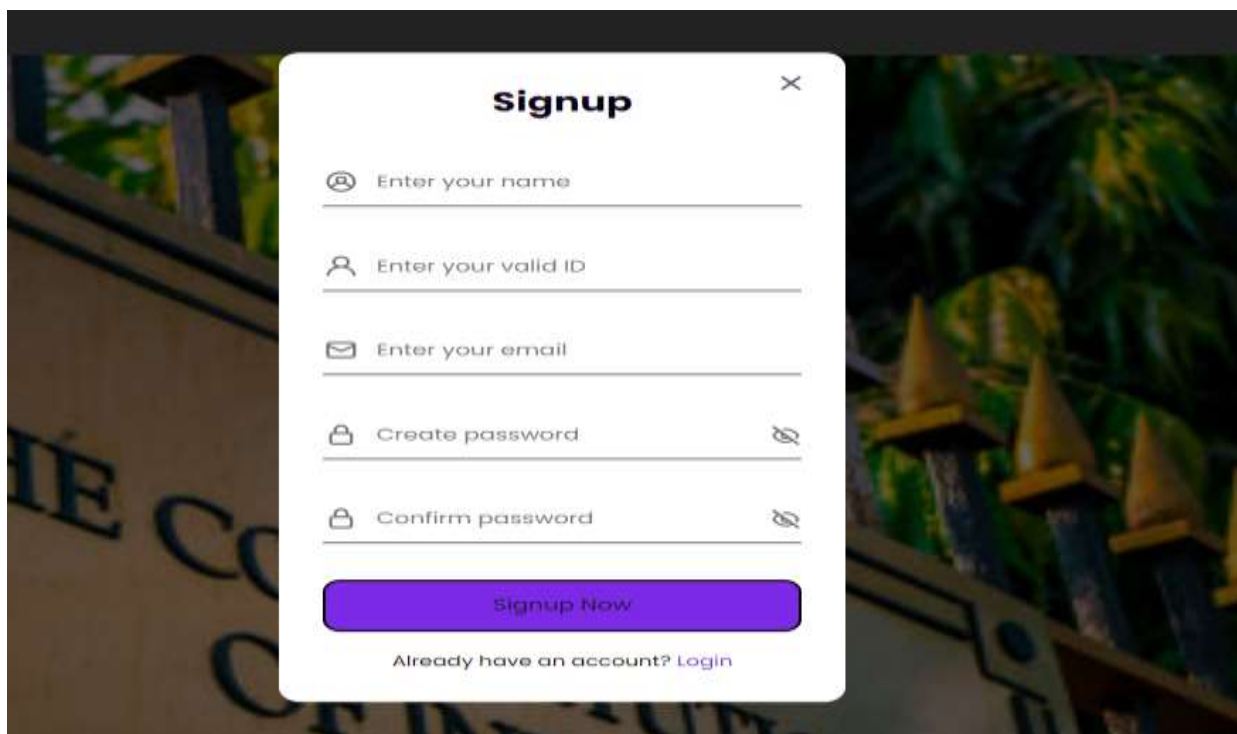 Signup
Enter your name
Enter your valid ID
Enter your email
Create password
Confirm password
Signup Now
Already have an account? Login